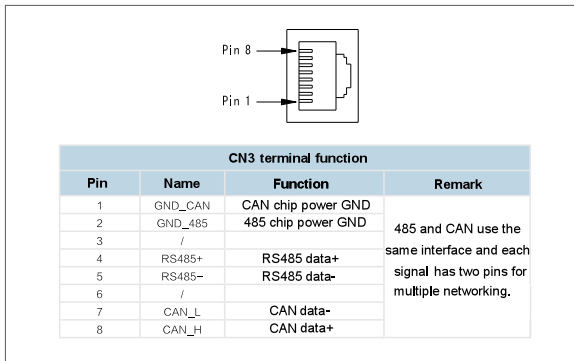 Pin 8
Pin 1
CN3 terminal function
Pin Name Function Remark
1 GND_CAN CAN chip power GND
2 GND_485 485 chip power GND
3 /
4 RS485+ RS485 data+
5 RS485− RS485 data-
6 /
7 CAN_L CAN data-
8 CAN_H CAN data+
485 and CAN use the
same interface and each
signal has two pins for
multiple networking.